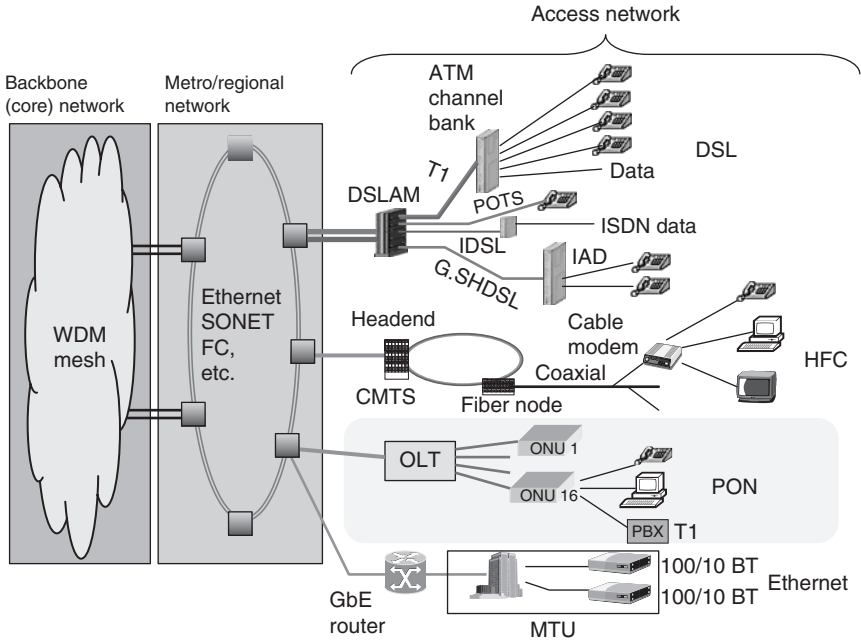 Access network
Backbone
(core) network
Metro/regional
network
ATM
channel
bank
T1
DSLAM
POTS
Data
DSL
ISDN data
IDSL
IAD
G.SHDSL
WDM
mesh
Ethernet
SONET
FC,
etc.
Headend
CMTS
Fiber node
Coaxial
Cable
modem
HFC
OLT
ONU 1
ONU 16
PBX
T1
PON
GbE
router
MTU
100/10 BT
100/10 BT
Ethernet